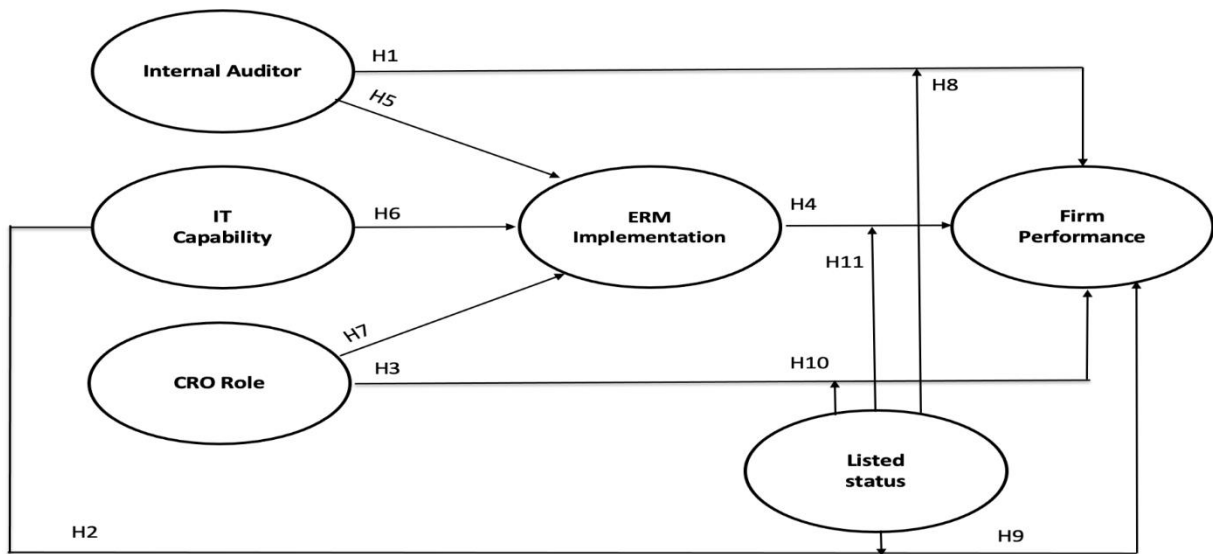 H1
Internal Auditor
H5
H8
IT
Capability
H6
ERM
Implementation
H4
Firm
Performance
H11
H7
CRO Role
H3
H10
Listed
status
H2
H9